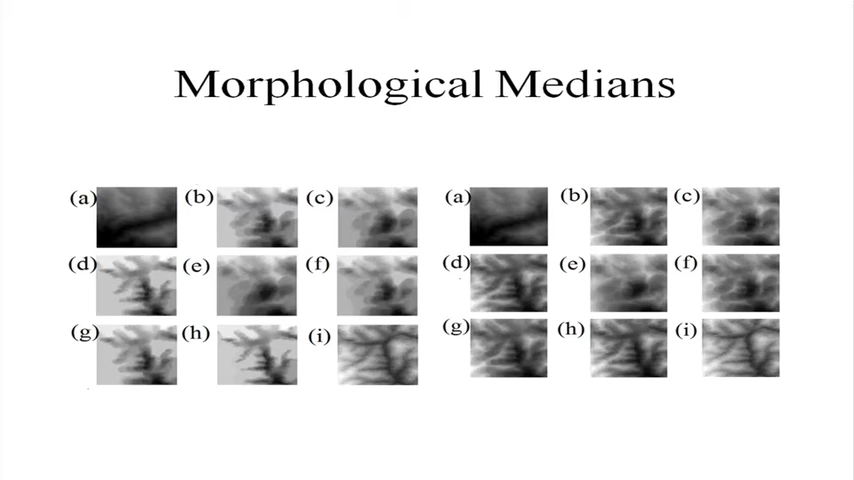 Morphological Medians
(a) (b) (c) (a) (b) (c)
(d) (e) (f) (d) (e) (f)
(g) (h) (i) (g) (h) (i)